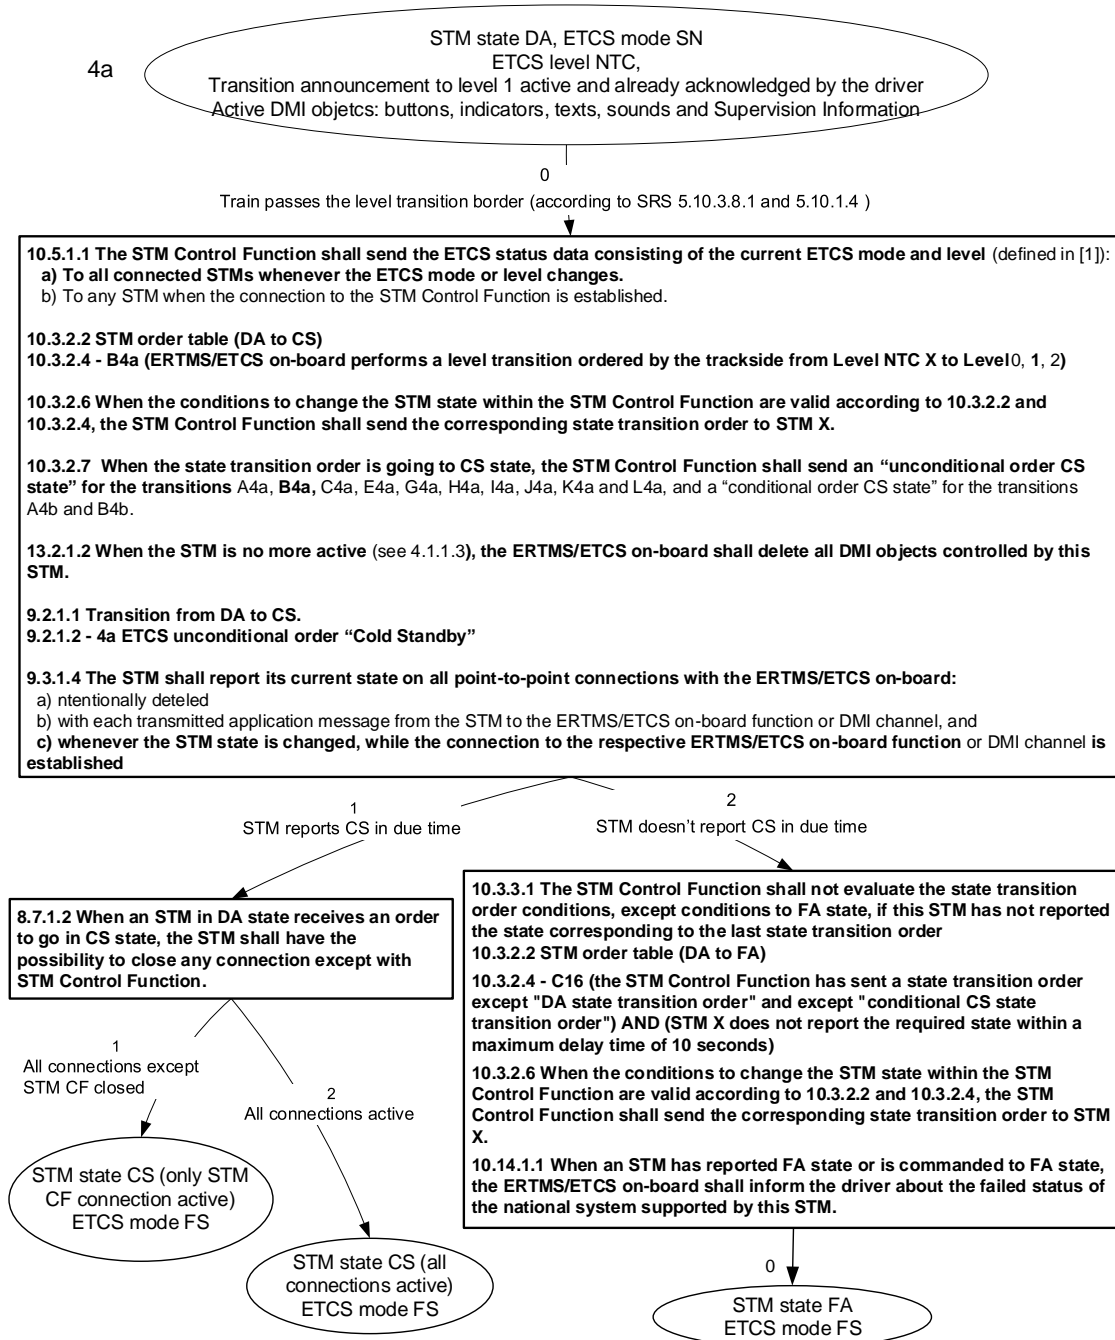 4a
STM state DA, ETCS mode SN
ETCS level NTC,
Transition announcement to level 1 active and already acknowledged by the driver
Active DMI objetcs: buttons, indicators, texts, sounds and Supervision Information
0
Train passes the level transition border (according to SRS 5.10.3.8.1 and 5.10.1.4 )
10.5.1.1 The STM Control Function shall send the ETCS status data consisting of the current ETCS mode and level (defined in [1]):
a) To all connected STMs whenever the ETCS mode or level changes.
b) To any STM when the connection to the STM Control Function is established.
10.3.2.2 STM order table (DA to CS)
10.3.2.4 - B4a (ERTMS/ETCS on-board performs a level transition ordered by the trackside from Level NTC X to Level0, 1, 2)
10.3.2.6 When the conditions to change the STM state within the STM Control Function are valid according to 10.3.2.2 and
10.3.2.4, the STM Control Function shall send the corresponding state transition order to STM X.
10.3.2.7 When the state transition order is going to CS state, the STM Control Function shall send an “unconditional order CS
state” for the transitions A4a, B4a, C4a, E4a, G4a, H4a, I4a, J4a, K4a and L4a, and a “conditional order CS state” for the transitions
A4b and B4b.
13.2.1.2 When the STM is no more active (see 4.1.1.3), the ERTMS/ETCS on-board shall delete all DMI objects controlled by this
STM.
9.2.1.1 Transition from DA to CS.
9.2.1.2 - 4a ETCS unconditional order “Cold Standby”
9.3.1.4 The STM shall report its current state on all point-to-point connections with the ERTMS/ETCS on-board:
a) ntentionally deteled
b) with each transmitted application message from the STM to the ERTMS/ETCS on-board function or DMI channel, and
c) whenever the STM state is changed, while the connection to the respective ERTMS/ETCS on-board function or DMI channel is
established
1
STM reports CS in due time
2
STM doesn’t report CS in due time
8.7.1.2 When an STM in DA state receives an order
to go in CS state, the STM shall have the
possibility to close any connection except with
STM Control Function.
10.3.3.1 The STM Control Function shall not evaluate the state transition
order conditions, except conditions to FA state, if this STM has not reported
the state corresponding to the last state transition order
10.3.2.2 STM order table (DA to FA)
10.3.2.4 - C16 (the STM Control Function has sent a state transition order
except "DA state transition order" and except "conditional CS state
transition order") AND (STM X does not report the required state within a
maximum delay time of 10 seconds)
10.3.2.6 When the conditions to change the STM state within the STM
Control Function are valid according to 10.3.2.2 and 10.3.2.4, the STM
Control Function shall send the corresponding state transition order to STM
X.
10.14.1.1 When an STM has reported FA state or is commanded to FA state,
the ERTMS/ETCS on-board shall inform the driver about the failed status of
the national system supported by this STM.
1
All connections except
STM CF closed
2
All connections active
STM state CS (only STM
CF connection active)
ETCS mode FS
STM state CS (all
connections active)
ETCS mode FS
0
STM state FA
ETCS mode FS